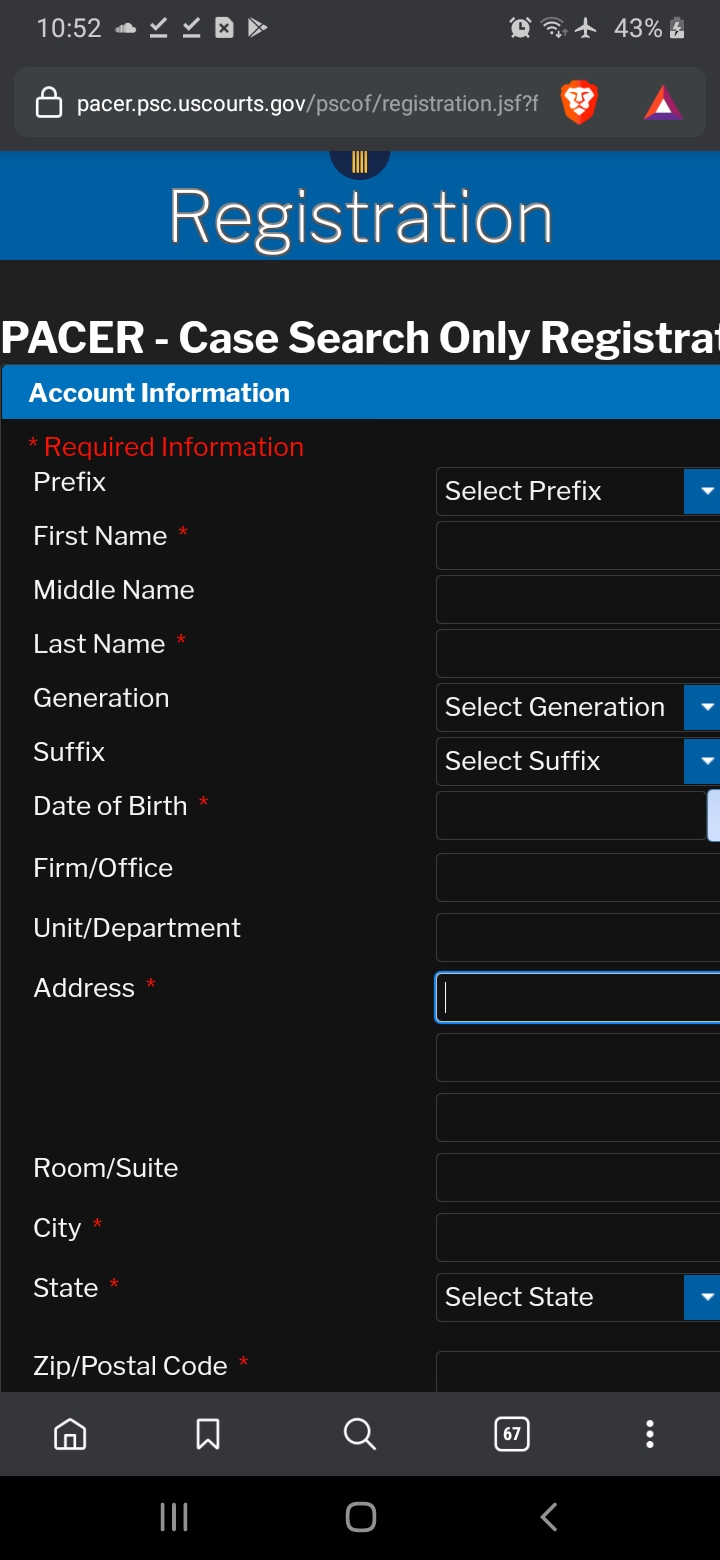 10:52 43%
pacer.psc.uscourts.gov/pscof/registration.jsf?f
Registration
PACER - Case Search Only Registrat
Account Information
* Required Information
Prefix Select Prefix
First Name *
Middle Name
Last Name *
Generation Select Generation
Suffix Select Suffix
Date of Birth *
Firm/Office
Unit/Department
Address *
Room/Suite
City *
State * Select State
Zip/Postal Code *
67